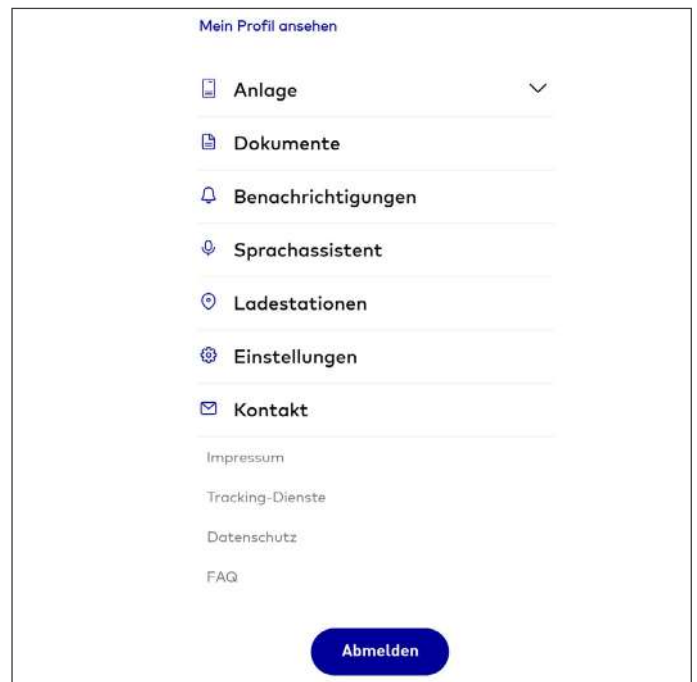 Mein Profil ansehen
Anlage
Dokumente
Benachrichtigungen
Sprachassistent
Ladestationen
Einstellungen
Kontakt
Impressum
Tracking-Dienste
Datenschutz
FAQ
Abmelden